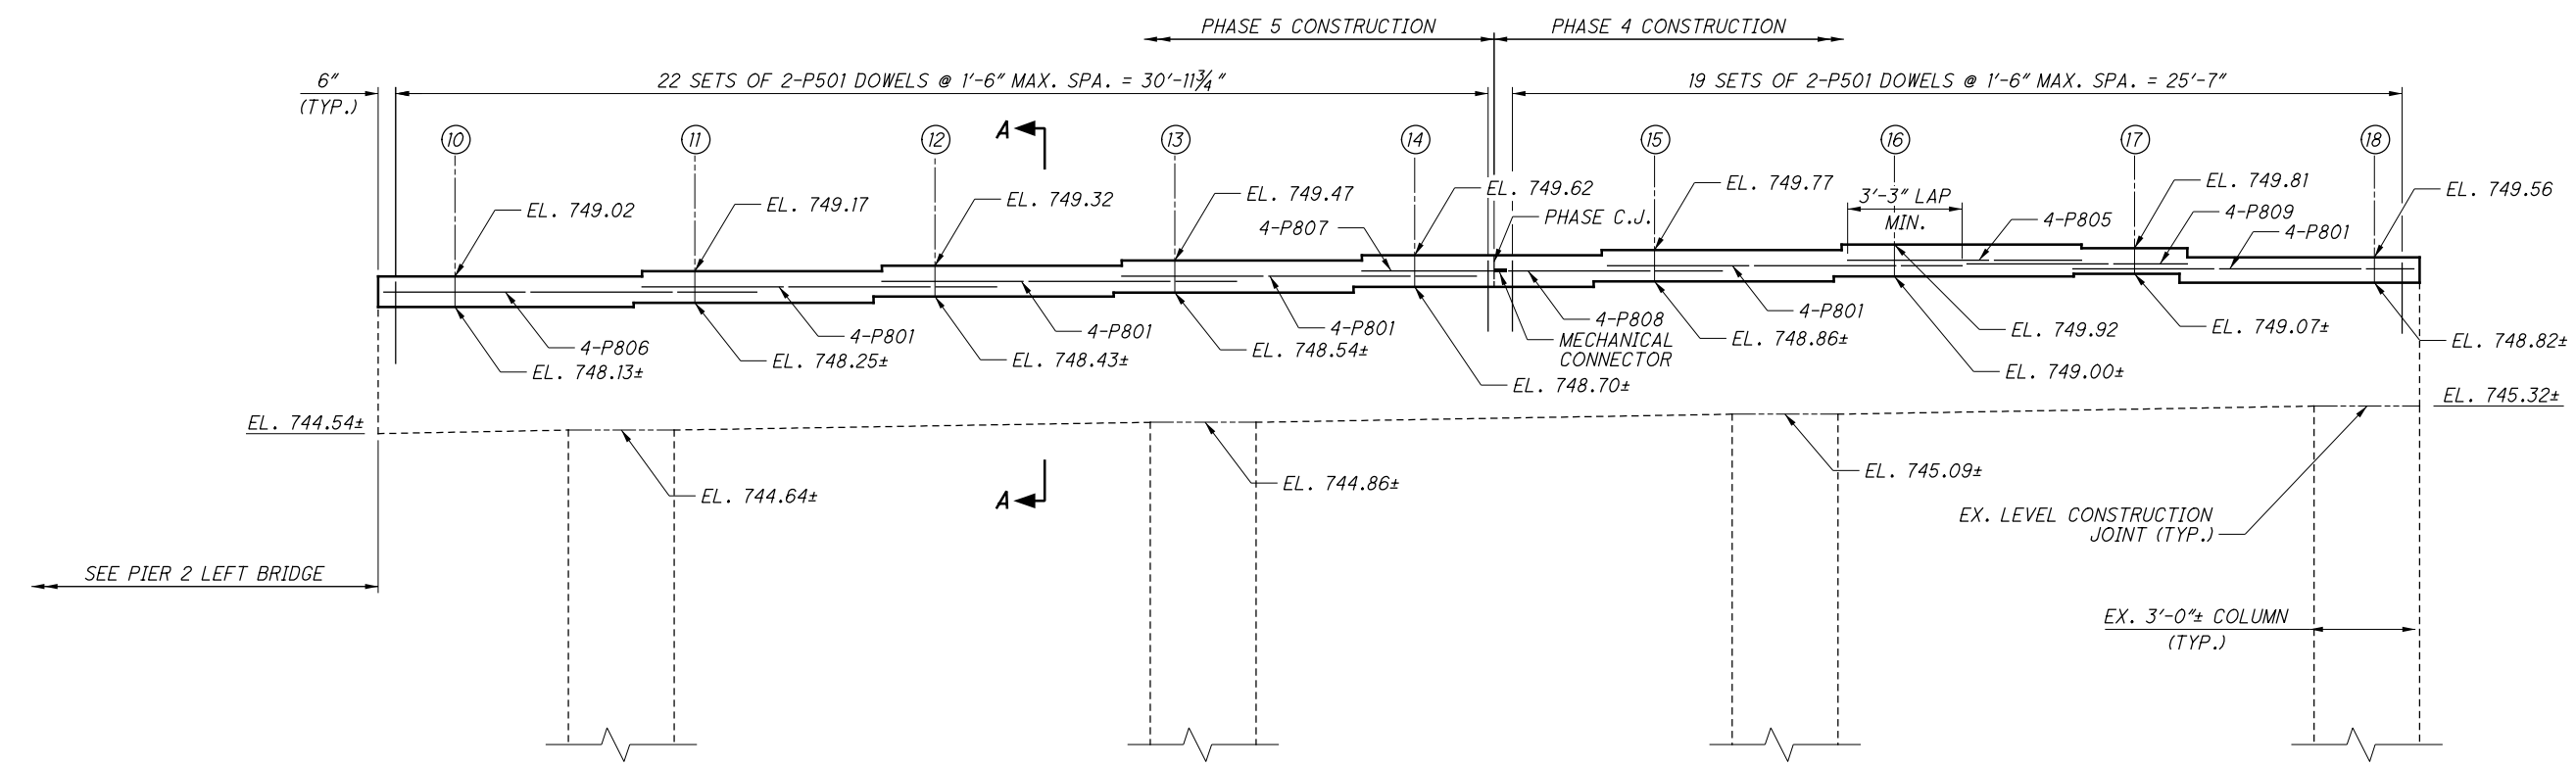 PHASE 5 CONSTRUCTION
PHASE 4 CONSTRUCTION
6"
(TYP.)
22 SETS OF 2-P501 DOWELS @ 1'-6" MAX. SPA. = 30'-11¾"
19 SETS OF 2-P501 DOWELS @ 1'-6" MAX. SPA. = 25'-7"
A
10
11
12
13
14
15
16
17
18
EL. 749.02
EL. 749.17
EL. 749.32
EL. 749.47
4-P807
EL. 749.62
PHASE C.J.
EL. 749.77
3'-3" LAP
MIN.
4-P805
EL. 749.81
4-P809
4-P801
EL. 749.56
4-P806
EL. 748.13±
4-P801
EL. 748.25±
4-P801
EL. 748.43±
4-P801
EL. 748.54±
EL. 748.70±
4-P808
MECHANICAL
CONNECTOR
4-P801
EL. 748.86±
EL. 749.92
EL. 749.00±
EL. 749.07±
EL. 748.82±
EL. 744.54±
EL. 745.32±
EL. 744.64±
A
EL. 744.86±
EL. 745.09±
EX. LEVEL CONSTRUCTION
JOINT (TYP.)
SEE PIER 2 LEFT BRIDGE
EX. 3'-0"± COLUMN
(TYP.)